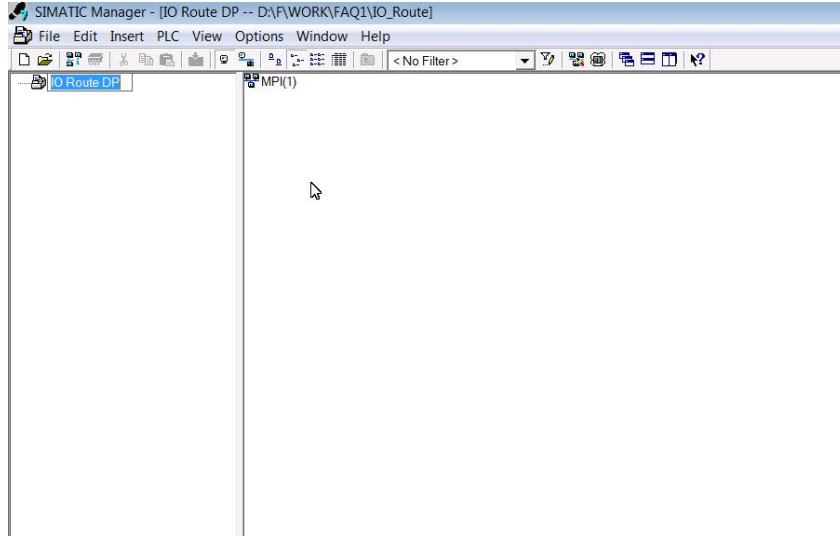 SIMATIC Manager - [IO Route DP -- D:\F\WORK\FAQ1\IO_Route]
File Edit Insert PLC View Options Window Help
< No Filter >
IO Route DP
MPI(1)